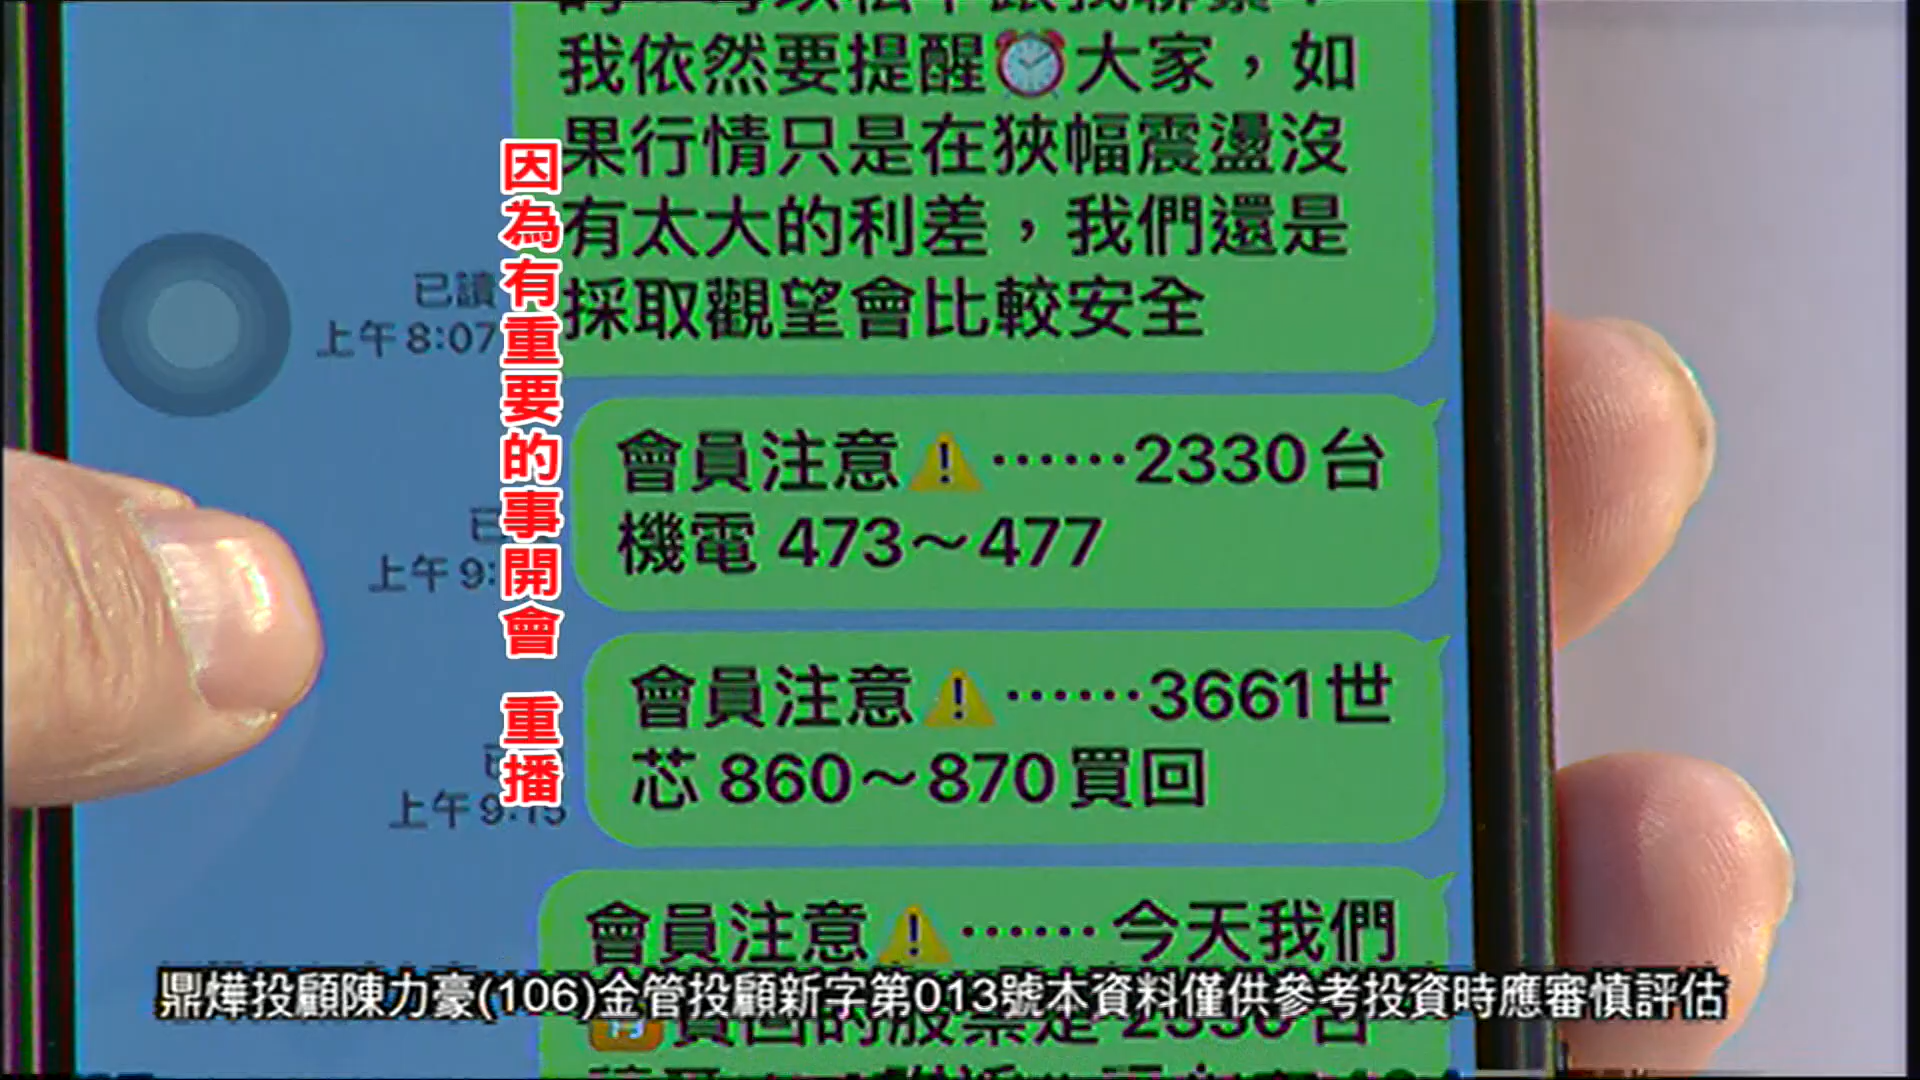 我依然要提醒⏰大家，如
果行情只是在狹幅震盪沒
有太大的利差，我們還是
採取觀望會比較安全
已讀
上午8:07
會員注意⚠️⋯⋯2330台
機電 473～477
上午9:
會員注意⚠️⋯⋯3661世
芯 860～870買回
上午9:15
會員注意⚠️⋯⋯今天我們
因為有重要的事開會 重播
鼎燁投顧陳力豪(106)金管投顧新字第013號本資料僅供參考投資時應審慎評估